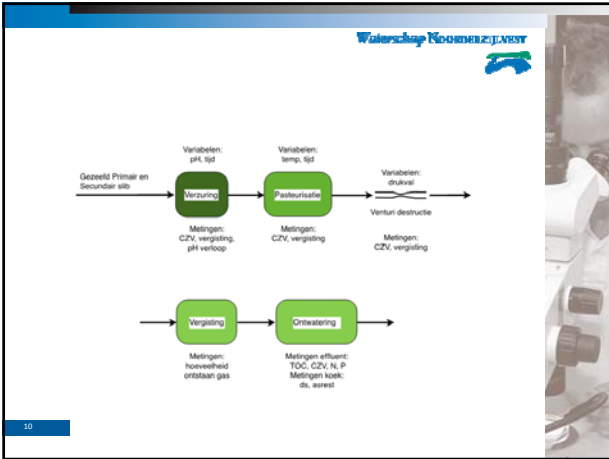 Waterschap Noorderzijlvest
Variabelen:
pH, tijd
Variabelen:
temp, tijd
Variabelen:
drukval
Gezeefd Primair en
Secundair slib
Verzuring
Pasteurisatie
Venturi destructie
Metingen:
CZV, vergisting,
pH verloop
Metingen:
CZV, vergisting
Metingen:
CZV, vergisting
Vergisting
Ontwatering
Metingen:
hoeveelheid
ontstaan gas
Metingen effluent:
TOC, CZV, N, P
Metingen koek:
ds, asrest
10